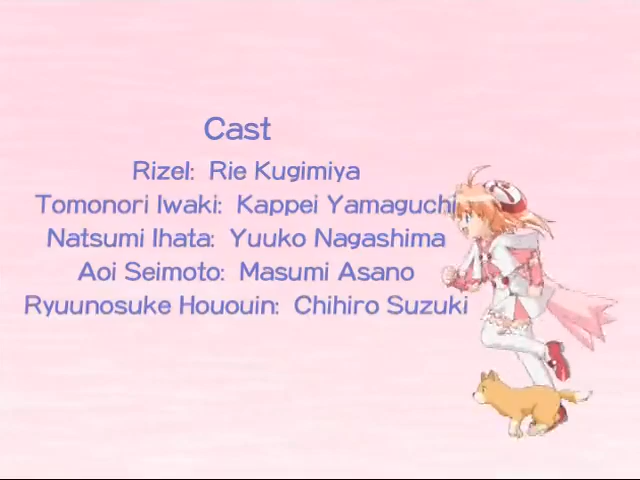 Cast
Rizel: Rie Kugimiya
Tomonori Iwaki: Kappei Yamaguchi
Natsumi Ihata: Yuuko Nagashima
Aoi Seimoto: Masumi Asano
Ryuunosuke Hououin: Chihiro Suzuki